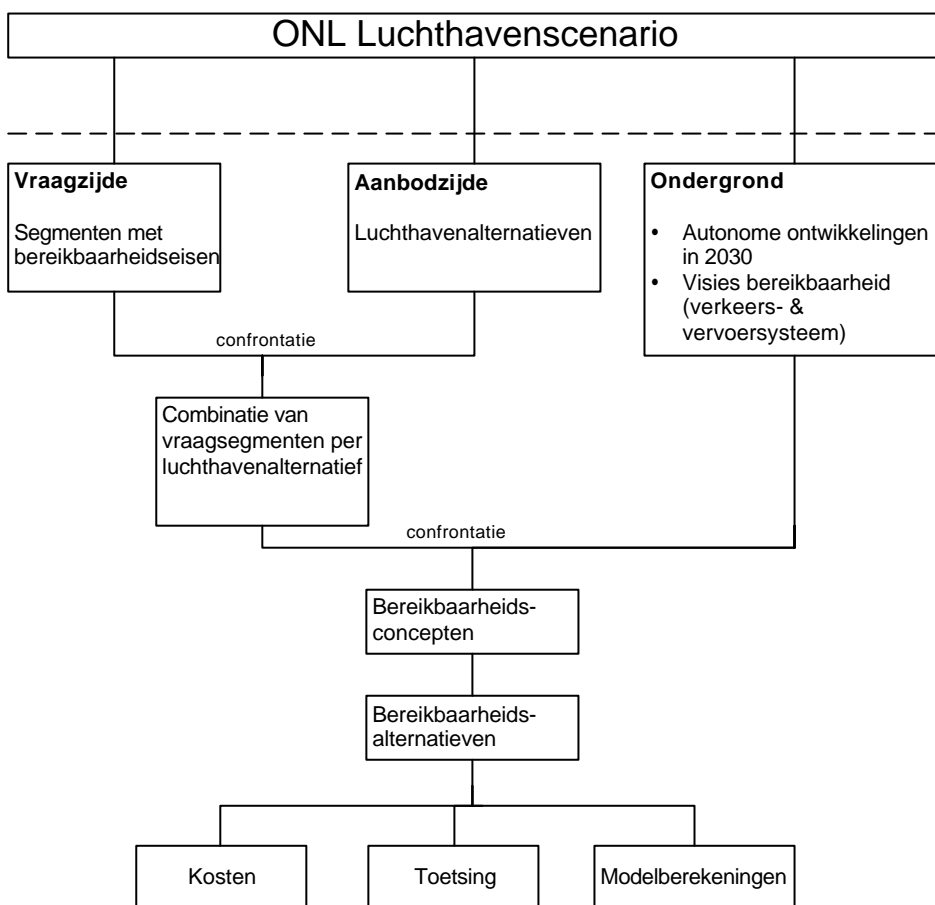 ONL Luchthavenscenario
Vraagzijde
Segmenten met
bereikbaarheidseisen
Aanbodzijde
Luchthavenalternatieven
Ondergrond
• Autonome ontwikkelingen
in 2030
• Visies bereikbaarheid
(verkeers- &
vervoersysteem)
confrontatie
Combinatie van
vraagsegmenten per
luchthavenalternatief
confrontatie
Bereikbaarheids-
concepten
Bereikbaarheids-
alternatieven
Kosten
Toetsing
Modelberekeningen